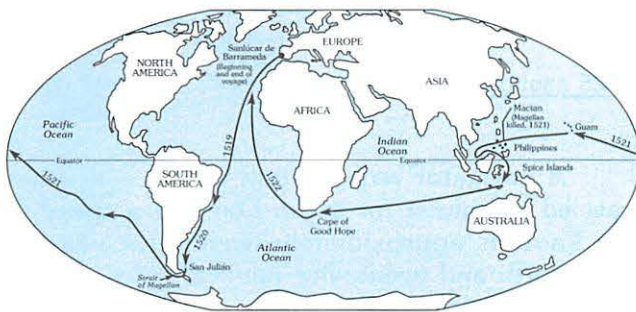 EUROPE
Sanlúcar de
Barrameda
(Beginning
and end of
voyage)
NORTH
AMERICA
ASIA
Mactan
(Magellan
killed, 1521)
Guam
Pacific
Ocean
AFRICA
Indian
Ocean
Philippines
1519
Equator
Equator
1521
Spice Islands
SOUTH
AMERICA
1522
1521
AUSTRALIA
Cape of
Good Hope
1520
Atlantic
Ocean
San Julián
Strait
of Magellan